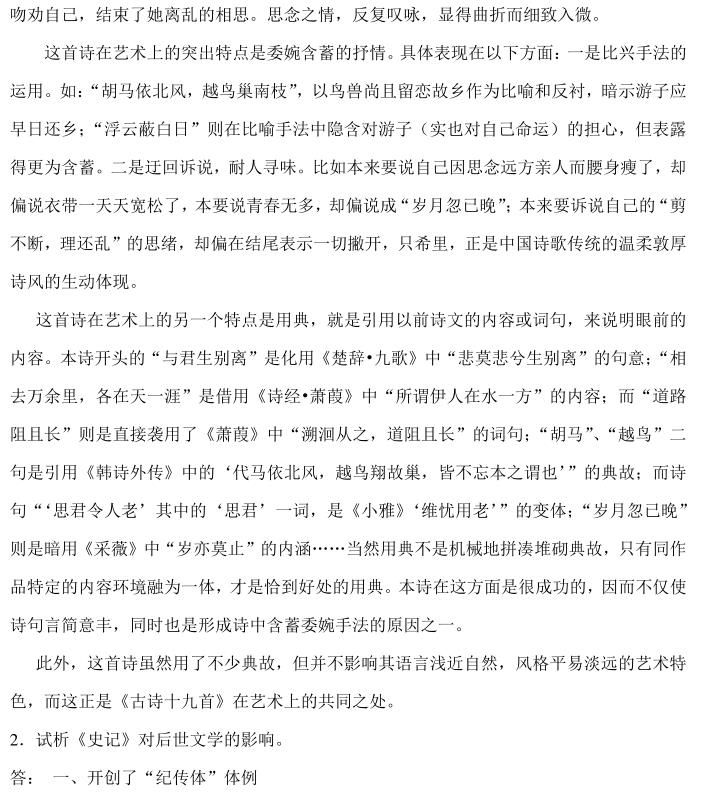 吻劝自己，结束了她离乱的相思。思念之情，反复叹咏，显得曲折而细致入微。
这首诗在艺术上的突出特点是委婉含蓄的抒情。具体表现在以下方面：一是比兴手法的
运用。如：“胡马依北风，越鸟巢南枝”，以鸟兽尚且留恋故乡作为比喻和反衬，暗示游子应
早日还乡；“浮云蔽白日”则在比喻手法中隐含对游子（实也对自己命运）的担心，但表露
得更为含蓄。二是迂回诉说，耐人寻味。比如本来要说自己因思念远方亲人而腰身瘦了，却
偏说衣带一天天宽松了，本要说青春无多，却偏说成“岁月忽已晚”；本来要诉说自己的“剪
不断，理还乱”的思绪，却偏在结尾表示一切撇开，只希里，正是中国诗歌传统的温柔敦厚
诗风的生动体现。
这首诗在艺术上的另一个特点是用典，就是引用以前诗文的内容或词句，来说明眼前的
内容。本诗开头的“与君生别离”是化用《楚辞•九歌》中“悲莫悲兮生别离”的句意；“相
去万余里，各在天一涯”是借用《诗经•萧葭》中“所谓伊人在水一方”的内容；而“道路
阻且长”则是直接袭用了《萧葭》中“溯洄从之，道阻且长”的词句；“胡马”、“越鸟”二
句是引用《韩诗外传》中的‘代马依北风，越鸟翔故巢，皆不忘本之谓也’”的典故；而诗
句“‘思君令人老’其中的‘思君’一词，是《小雅》‘维忧用老’”的变体；“岁月忽已晚”
则是暗用《采薇》中“岁亦莫止”的内涵……当然用典不是机械地拼凑堆砌典故，只有同作
品特定的内容环境融为一体，才是恰到好处的用典。本诗在这方面是很成功的，因而不仅使
诗句言简意丰，同时也是形成诗中含蓄委婉手法的原因之一。
此外，这首诗虽然用了不少典故，但并不影响其语言浅近自然，风格平易淡远的艺术特
色，而这正是《古诗十九首》在艺术上的共同之处。
2．试析《史记》对后世文学的影响。
答： 一、开创了“纪传体”体例